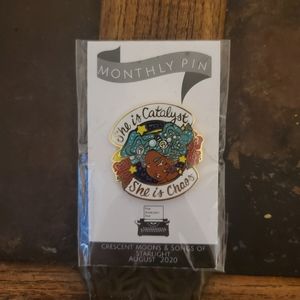 MONTHLY PIN
She is Catalyst
She is Chaos
CRESCENT MOONS & SONGS OF
STARLIGHT
AUGUST 2020